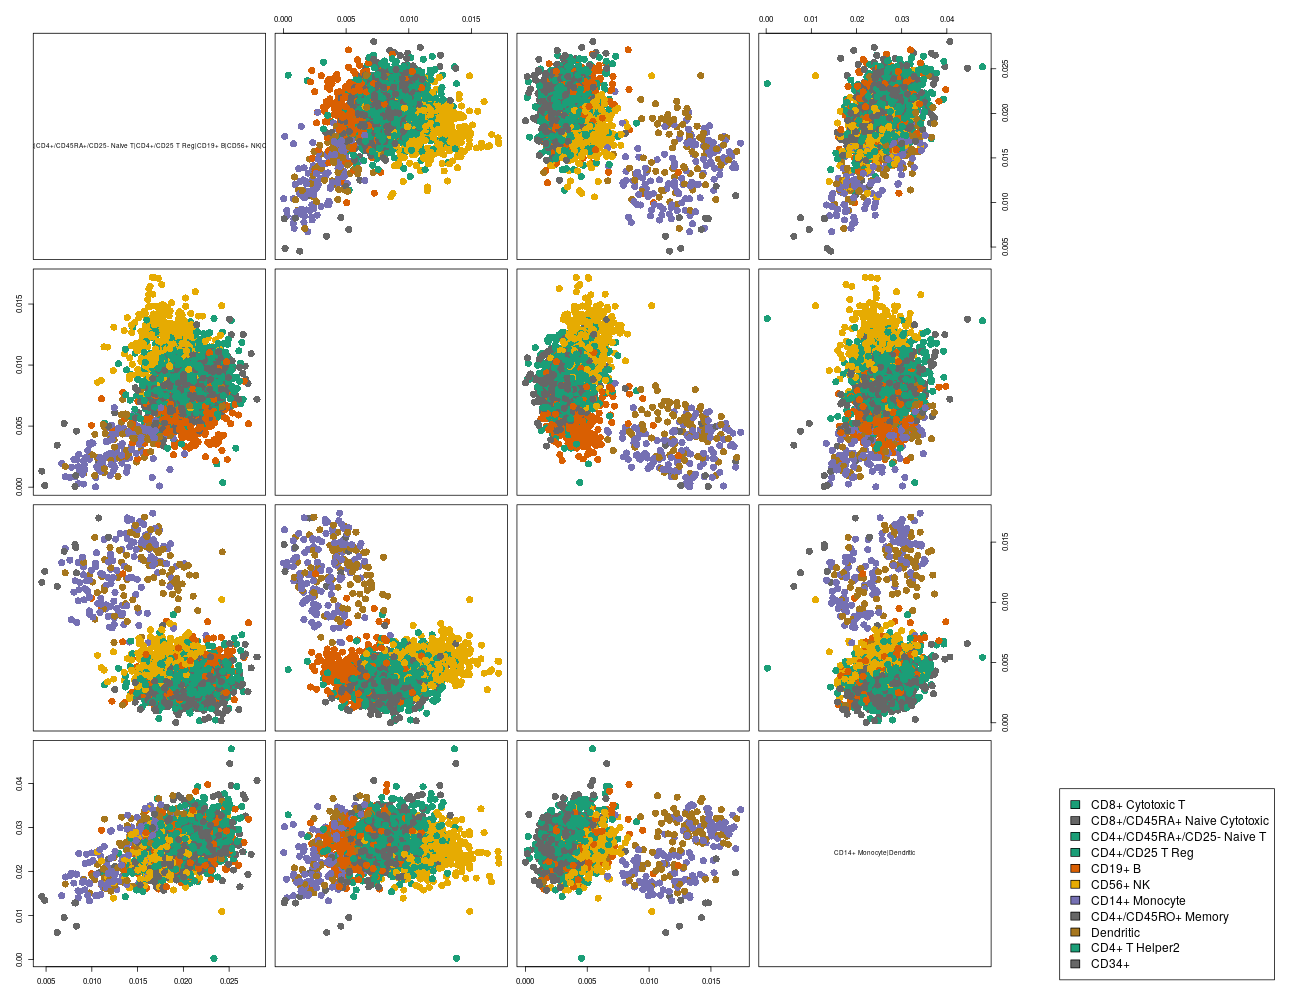 0.000 0.005 0.010 0.015
0.00 0.01 0.02 0.03 0.04
|CD4+/CD45RA+/CD25- Naive T|CD4+/CD25 T Reg|CD19+ B|CD56+ NK|C
0.005 0.010 0.015 0.020 0.025
0.000 0.005 0.010 0.015
0.000 0.005 0.010 0.015
0.00 0.01 0.02 0.03 0.04
CD14+ Monocyte|Dendritic
0.005 0.010 0.015 0.020 0.025
0.000 0.005 0.010 0.015
CD8+ Cytotoxic T
CD8+/CD45RA+ Naive Cytotoxic
CD4+/CD45RA+/CD25- Naive T
CD4+/CD25 T Reg
CD19+ B
CD56+ NK
CD14+ Monocyte
CD4+/CD45RO+ Memory
Dendritic
CD4+ T Helper2
CD34+